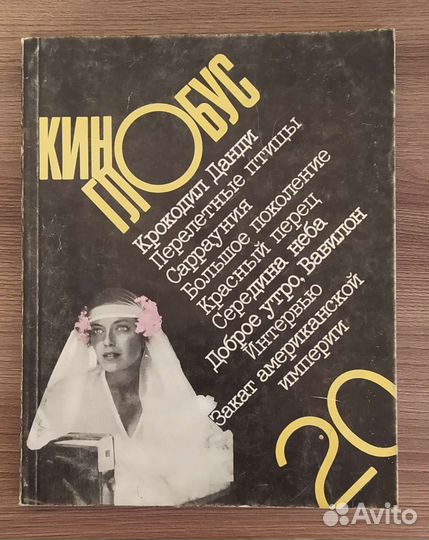 КИНО
ГЛОБУС
Крокодил Данди
Перелетные птицы
Саррауния
Большое поколение
Красный перец
Середина неба
Доброе утро, Вавилон
Интервью
Закат американской
империи
20
Avito